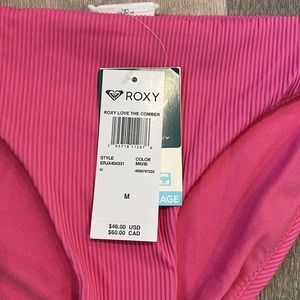 ROXY
ROXY LOVE THE COMBER
STYLE
COLOR
ERJX404331
MKH0
M
M
$46.00 USD
$60.00 CAD